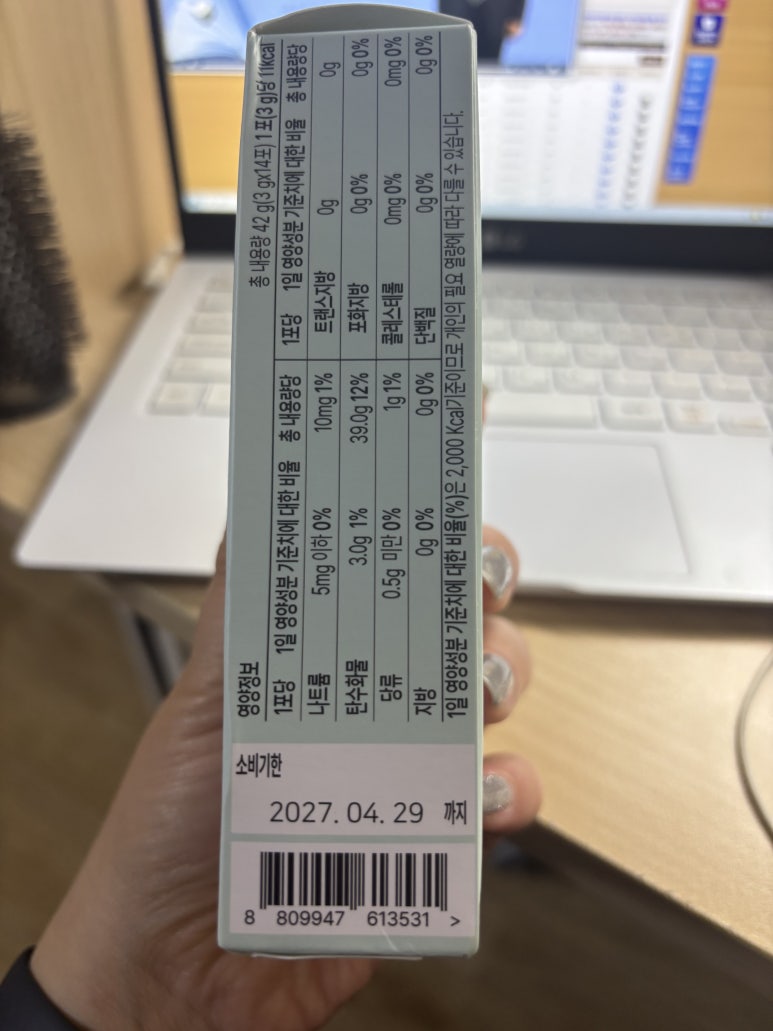 영양정보
총 내용량 42 g(3 gx14포) 1 포(3 g)당 11kcal
1포당 1일 영양성분 기준치에 대한 비율 총 내용량당 1포당 1일 영양성분 기준치에 대한 비율 총 내용량당
나트륨 5mg 이하 0% 10mg 1% 트랜스지방 0g 0g
탄수화물 3.0g 1% 39.0g 12% 포화지방 0g 0% 0g 0%
당류 0.5g 미만 0% 1g 1% 콜레스테롤 0mg 0% 0mg 0%
지방 0g 0% 0g 0% 단백질 0g 0% 0g 0%
1일 영양성분 기준치에 대한 비율(%)은 2,000 Kcal기준이므로 개인의 필요 열량에 따라 다를 수 있습니다.
소비기한
2027. 04. 29 까지
8 809947 613531 >